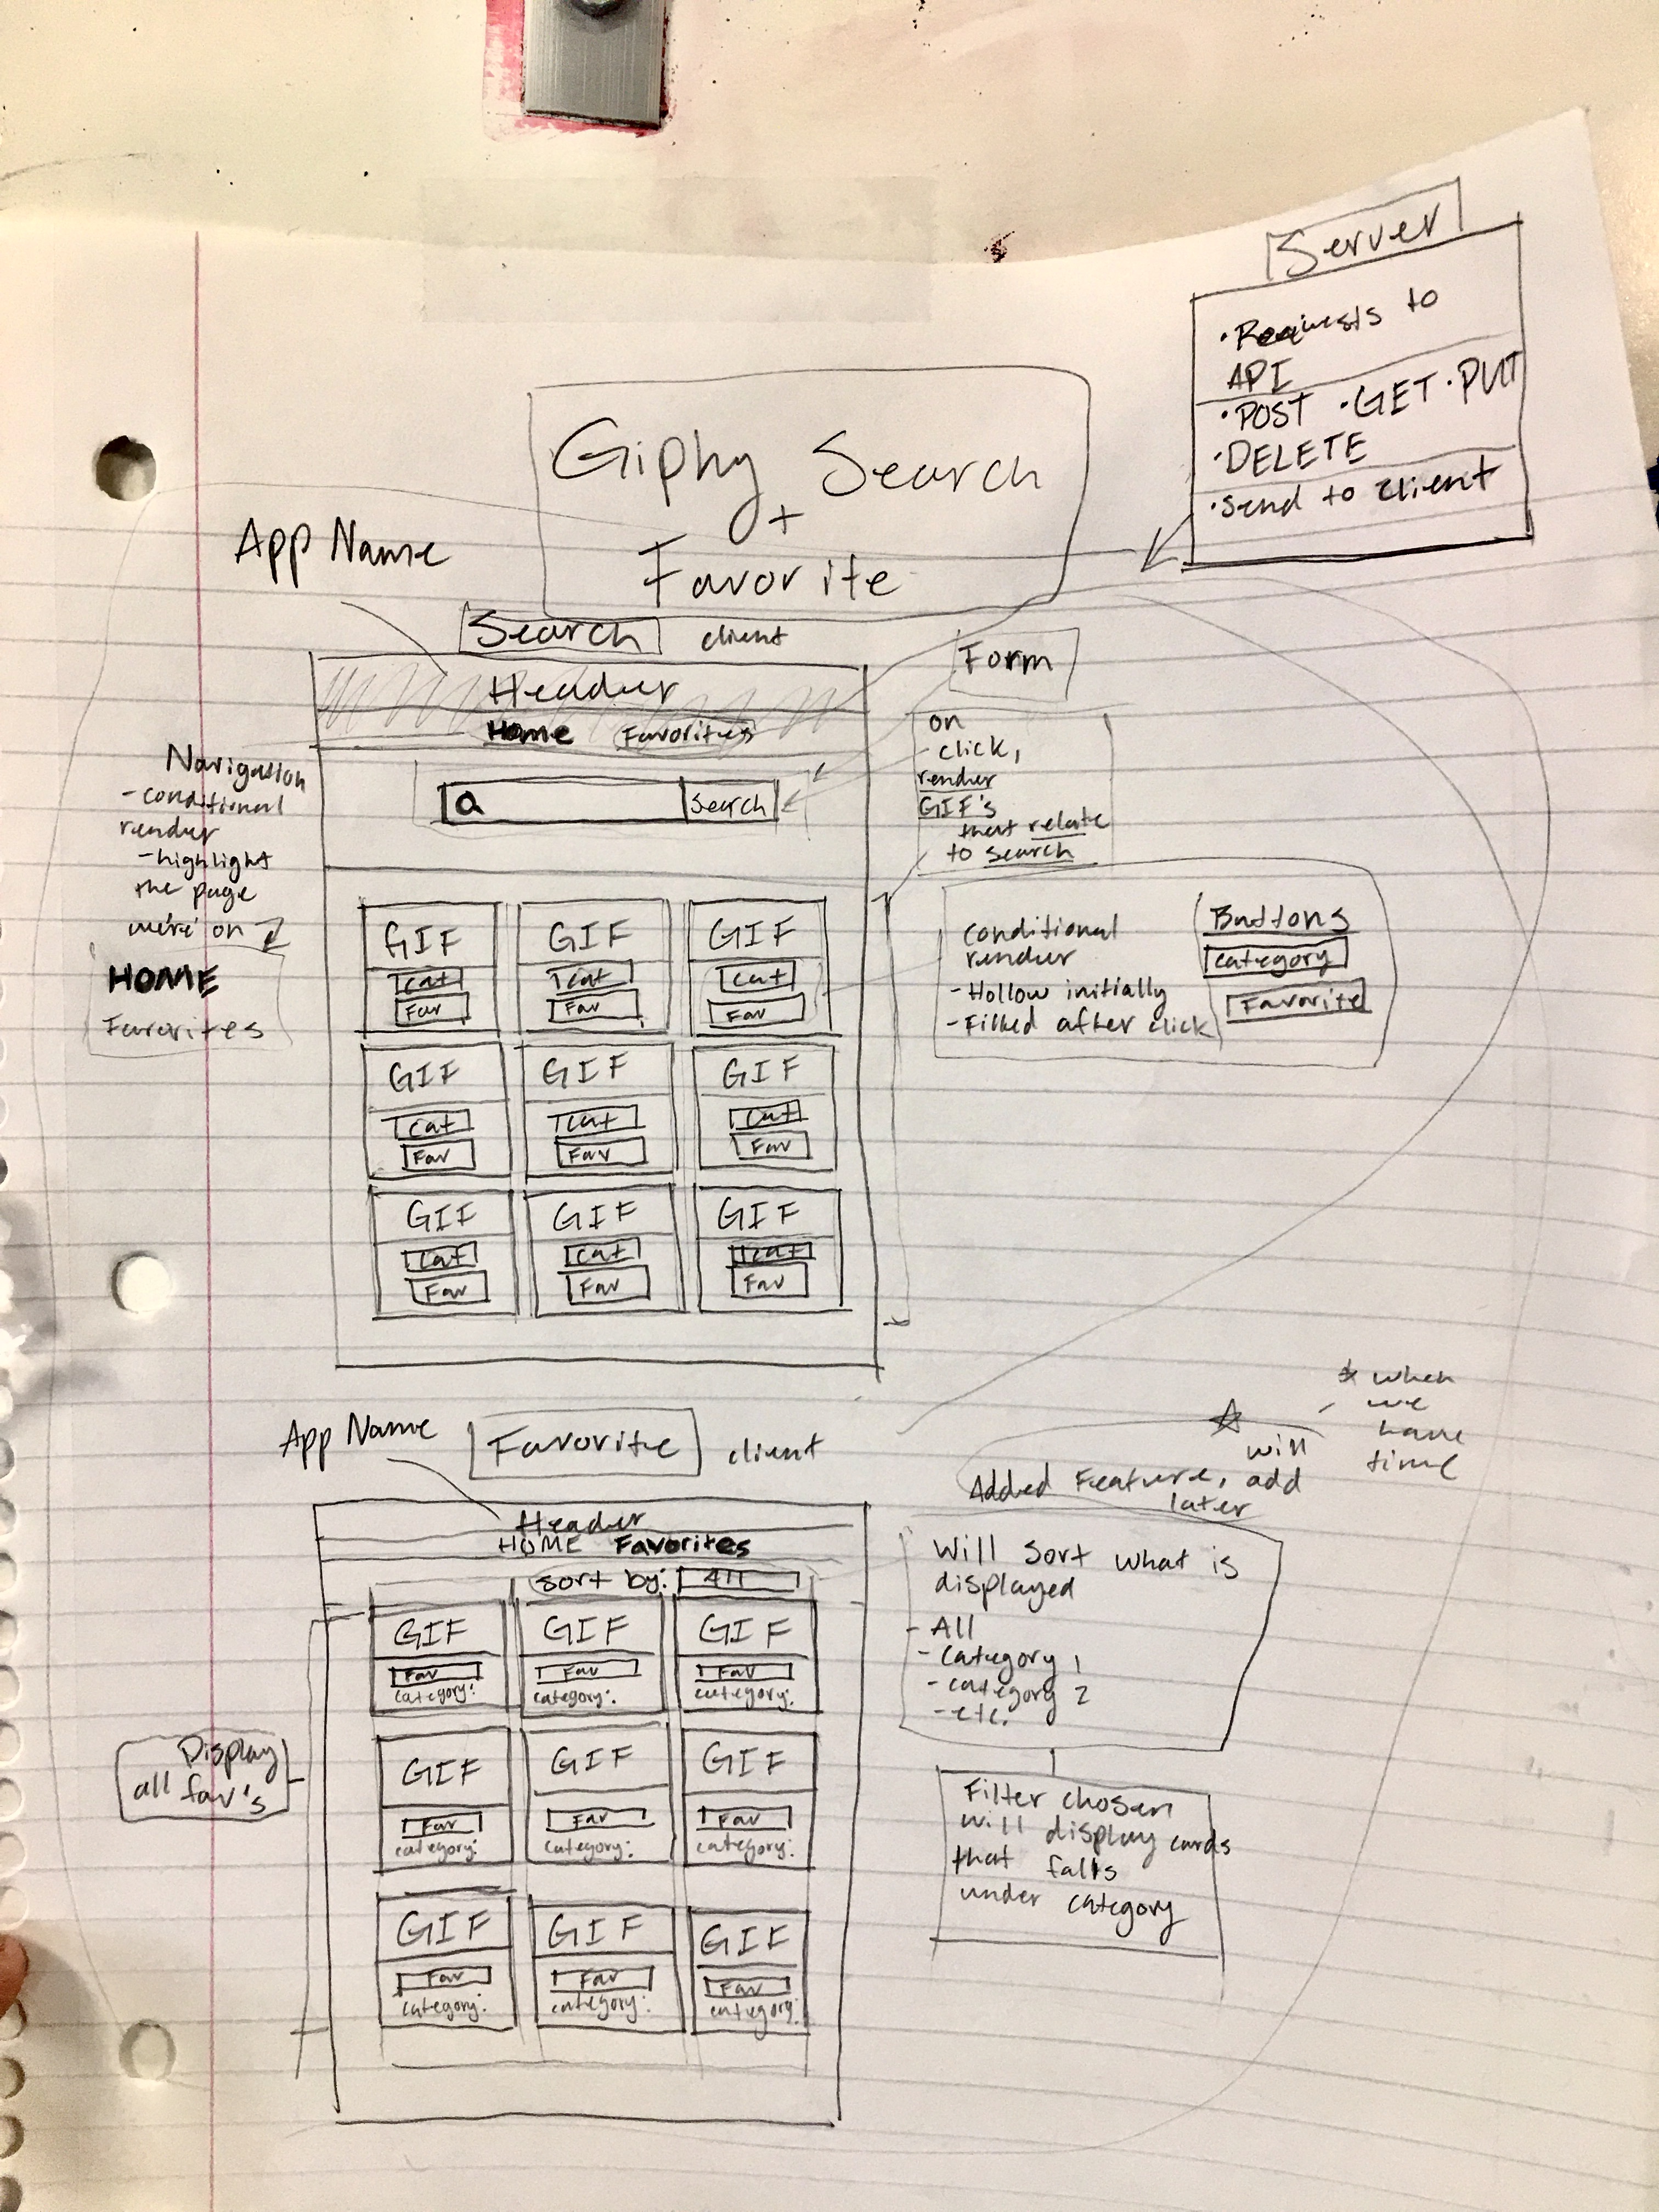 Server
•Requests to
API
•POST •GET •PUT
•DELETE
•Send to client
Giphy Search
+
Favorite
App Name
Search client
Header
Home Favorites
Search
Form
on
-click,
render
GIF's
that relate
to search
Navigation
-conditional
render
-highlight
the page
we're on
HOME
Favorites
GIF GIF GIF
Cat Cat Cat
Fav Fav Fav
GIF GIF GIF
Cat Cat Cat
Fav Fav Fav
GIF GIF GIF
Cat Cat Cat
Fav Fav Fav
conditional
render
-Hollow initially
-Filled after click
Buttons
category
Favorite
App Name
Favorite client
Header
HOME Favorites
sort by: All
GIF GIF GIF
Fav Fav Fav
category: category: category:
GIF GIF GIF
Fav Fav Fav
category: category: category:
GIF GIF GIF
Fav Fav Fav
category: category: category:
Display
all fav's
* when
we
have
time
will
Added Feature, add
later
Will sort what is
displayed
- All
- category 1
- category 2
- etc.
Filter chosen
will display cards
that falls
under category